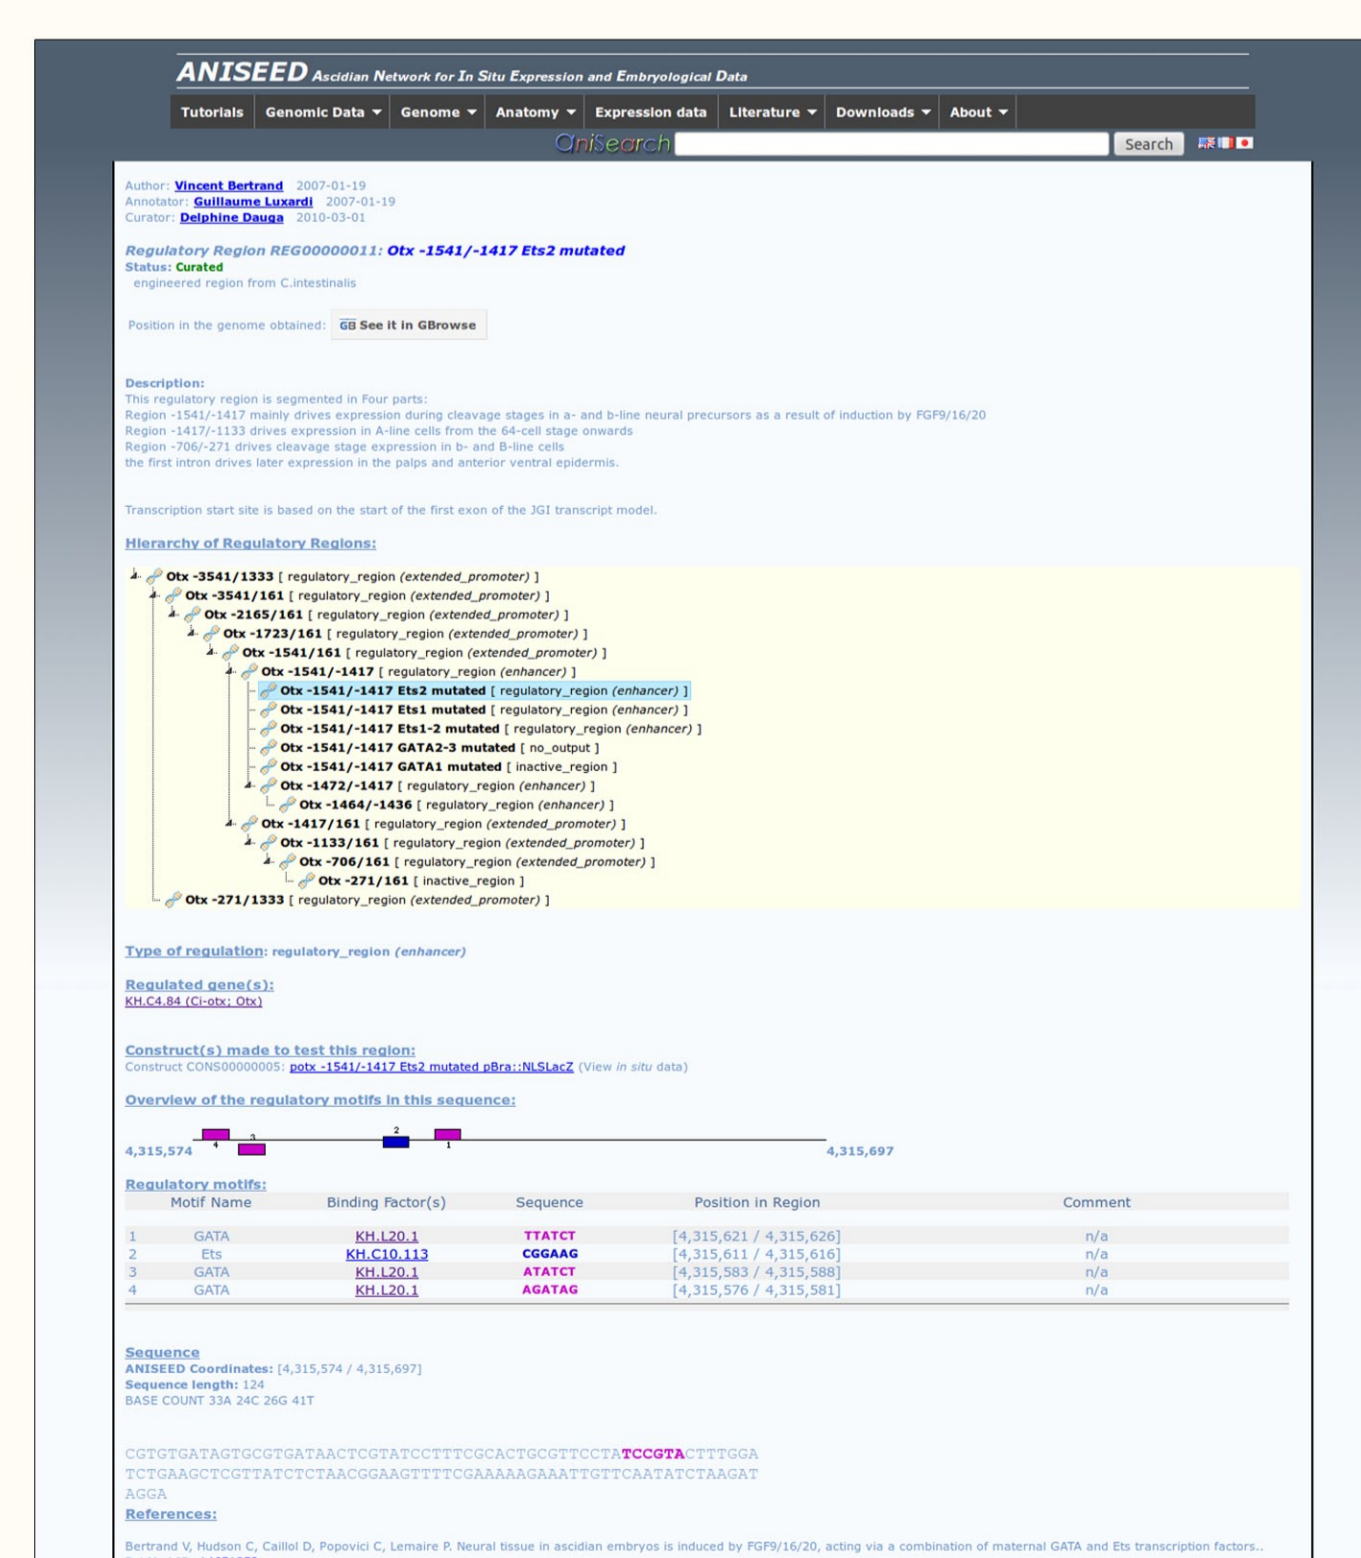 ANISEED Ascidian Network for In Situ Expression and Embryological Data
Tutorials Genomic Data Genome Anatomy Expression data Literature Downloads About
aniSearch Search
Author: Vincent Bertrand 2007-01-19
Annotator: Guillaume Luxardi 2007-01-19
Curator: Delphine Dauga 2010-03-01
Regulatory Region REG00000011: Otx -1541/-1417 Ets2 mutated
Status: Curated
engineered region from C.intestinalis
Position in the genome obtained: GB See it in GBrowse
Description:
This regulatory region is segmented in Four parts:
Region -1541/-1417 mainly drives expression during cleavage stages in a- and b-line neural precursors as a result of induction by FGF9/16/20
Region -1417/-1133 drives expression in A-line cells from the 64-cell stage onwards
Region -706/-271 drives cleavage stage expression in b- and B-line cells
the first intron drives later expression in the palps and anterior ventral epidermis.
Transcription start site is based on the start of the first exon of the JGI transcript model.
Hierarchy of Regulatory Regions:
Otx -3541/1333 [ regulatory_region (extended_promoter) ]
Otx -3541/161 [ regulatory_region (extended_promoter) ]
Otx -2165/161 [ regulatory_region (extended_promoter) ]
Otx -1723/161 [ regulatory_region (extended_promoter) ]
Otx -1541/161 [ regulatory_region (extended_promoter) ]
Otx -1541/-1417 [ regulatory_region (enhancer) ]
Otx -1541/-1417 Ets2 mutated [ regulatory_region (enhancer) ]
Otx -1541/-1417 Ets1 mutated [ regulatory_region (enhancer) ]
Otx -1541/-1417 Ets1-2 mutated [ regulatory_region (enhancer) ]
Otx -1541/-1417 GATA2-3 mutated [ no_output ]
Otx -1541/-1417 GATA1 mutated [ inactive_region ]
Otx -1472/-1417 [ regulatory_region (enhancer) ]
Otx -1464/-1436 [ regulatory_region (enhancer) ]
Otx -1417/161 [ regulatory_region (extended_promoter) ]
Otx -1133/161 [ regulatory_region (extended_promoter) ]
Otx -706/161 [ regulatory_region (extended_promoter) ]
Otx -271/161 [ inactive_region ]
Otx -271/1333 [ regulatory_region (extended_promoter) ]
Type of regulation: regulatory_region (enhancer)
Regulated gene(s):
KH.C4.84 (Ci-otx; Otx)
Construct(s) made to test this region:
Construct CONS00000005: potx -1541/-1417 Ets2 mutated pBra::NLSLacZ (View in situ data)
Overview of the regulatory motifs in this sequence:
4,315,574 4 3 2 1 4,315,697
Regulatory motifs:
Motif Name Binding Factor(s) Sequence Position in Region Comment
1 GATA KH.L20.1 TTATCT [4,315,621 / 4,315,626] n/a
2 Ets KH.C10.113 CGGAAG [4,315,611 / 4,315,616] n/a
3 GATA KH.L20.1 ATATCT [4,315,583 / 4,315,588] n/a
4 GATA KH.L20.1 AGATAG [4,315,576 / 4,315,581] n/a
Sequence
ANISEED Coordinates: [4,315,574 / 4,315,697]
Sequence length: 124
BASE COUNT 33A 24C 26G 41T
CGTGTGATAGTGCGTGATAACTCGTATCCTTTCGCACTGCGTTCCTATCCGTACTTTGGA
TCTGAAGCTCGTTATCTCTAACGGAAGTTTTCGAAAAAGAAATTGTTCAATATCTAAGAT
AGGA
References:
Bertrand V, Hudson C, Caillol D, Popovici C, Lemaire P. Neural tissue in ascidian embryos is induced by FGF9/16/20, acting via a combination of maternal GATA and Ets transcription factors..